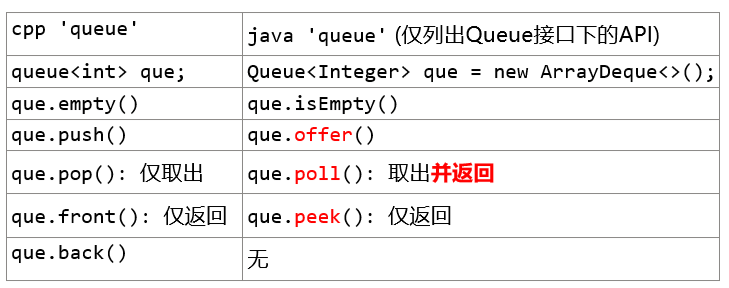 cpp 'queue'
java 'queue' (仅列出Queue接口下的API)
queue<int> que;
Queue<Integer> que = new ArrayDeque<>();
que.empty()
que.isEmpty()
que.push()
que.offer()
que.pop(): 仅取出
que.poll(): 取出并返回
que.front(): 仅返回
que.peek(): 仅返回
que.back()
无